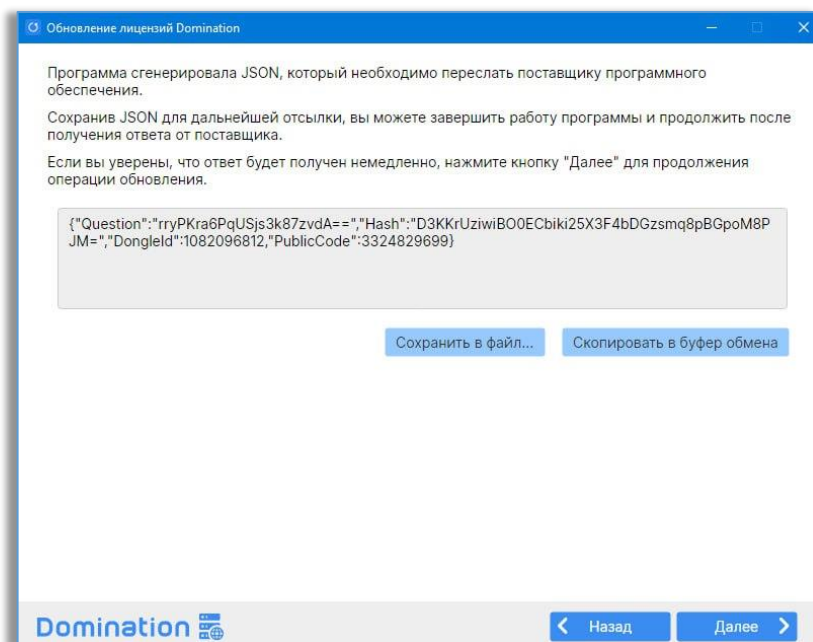 Обновление лицензий Domination
Программа сгенерировала JSON, который необходимо переслать поставщику программного
обеспечения.
Сохранив JSON для дальнейшей отсылки, вы можете завершить работу программы и продолжить после
получения ответа от поставщика.
Если вы уверены, что ответ будет получен немедленно, нажмите кнопку "Далее" для продолжения
операции обновления.
{"Question":"rryPKra6PqUSjs3k87zvdA==","Hash":"D3KKrUziwiBO0ECbiki25X3F4bDGzsmq8pBGpoM8P
JM=","DongleId":1082096812,"PublicCode":3324829699}
Сохранить в файл...
Скопировать в буфер обмена
Domination
Назад
Далее